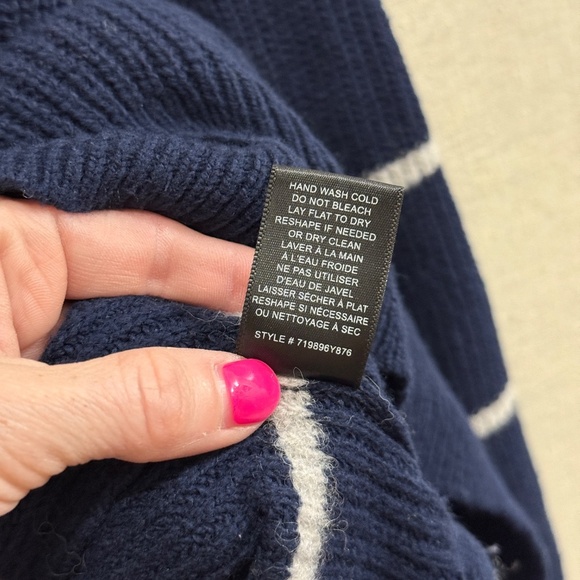 HAND WASH COLD
DO NOT BLEACH
LAY FLAT TO DRY
RESHAPE IF NEEDED
OR DRY CLEAN
LAVER À LA MAIN
À L'EAU FROIDE
NE PAS UTILISER
D'EAU DE JAVEL
LAISSER SÉCHER À PLAT
RESHAPE SI NÉCESSAIRE
OU NETTOYAGE À SEC
STYLE # 719896Y876